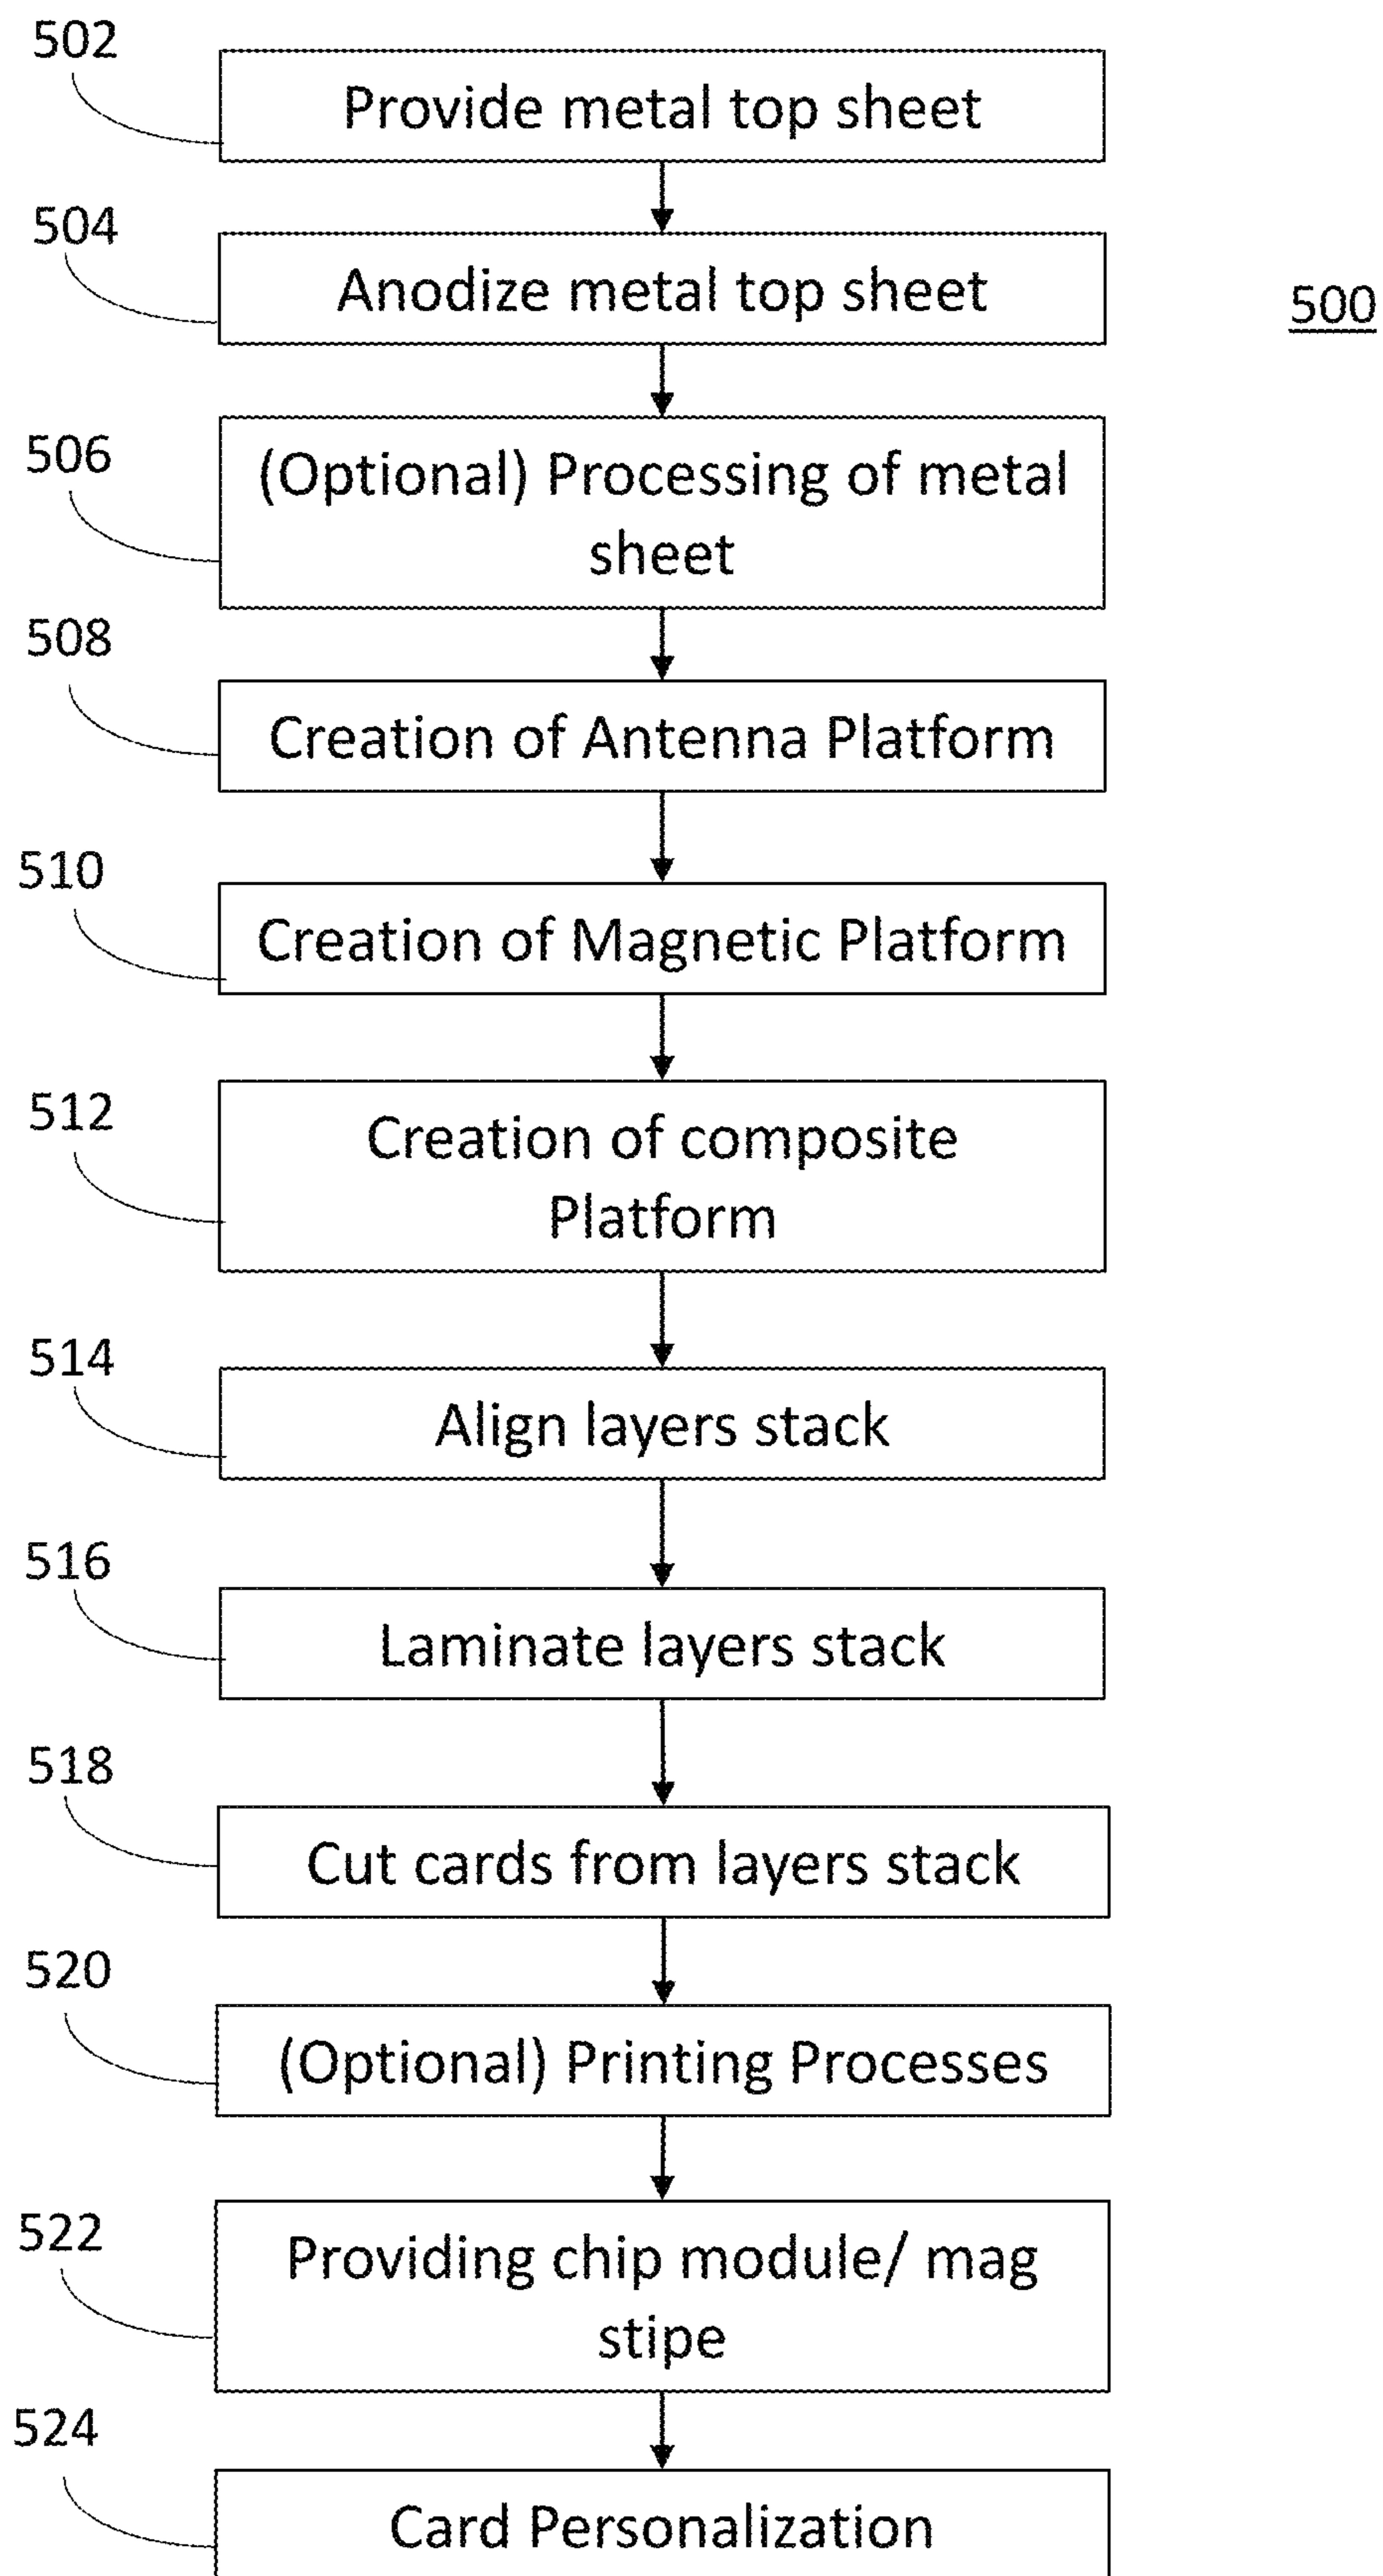 502
Provide metal top sheet
504
Anodize metal top sheet
500
506
(Optional) Processing of metal
sheet
508
Creation of Antenna Platform
510
Creation of Magnetic Platform
512
Creation of composite
Platform
514
Align layers stack
516
Laminate layers stack
518
Cut cards from layers stack
520
(Optional) Printing Processes
522
Providing chip module/ mag
stipe
524
Card Personalization